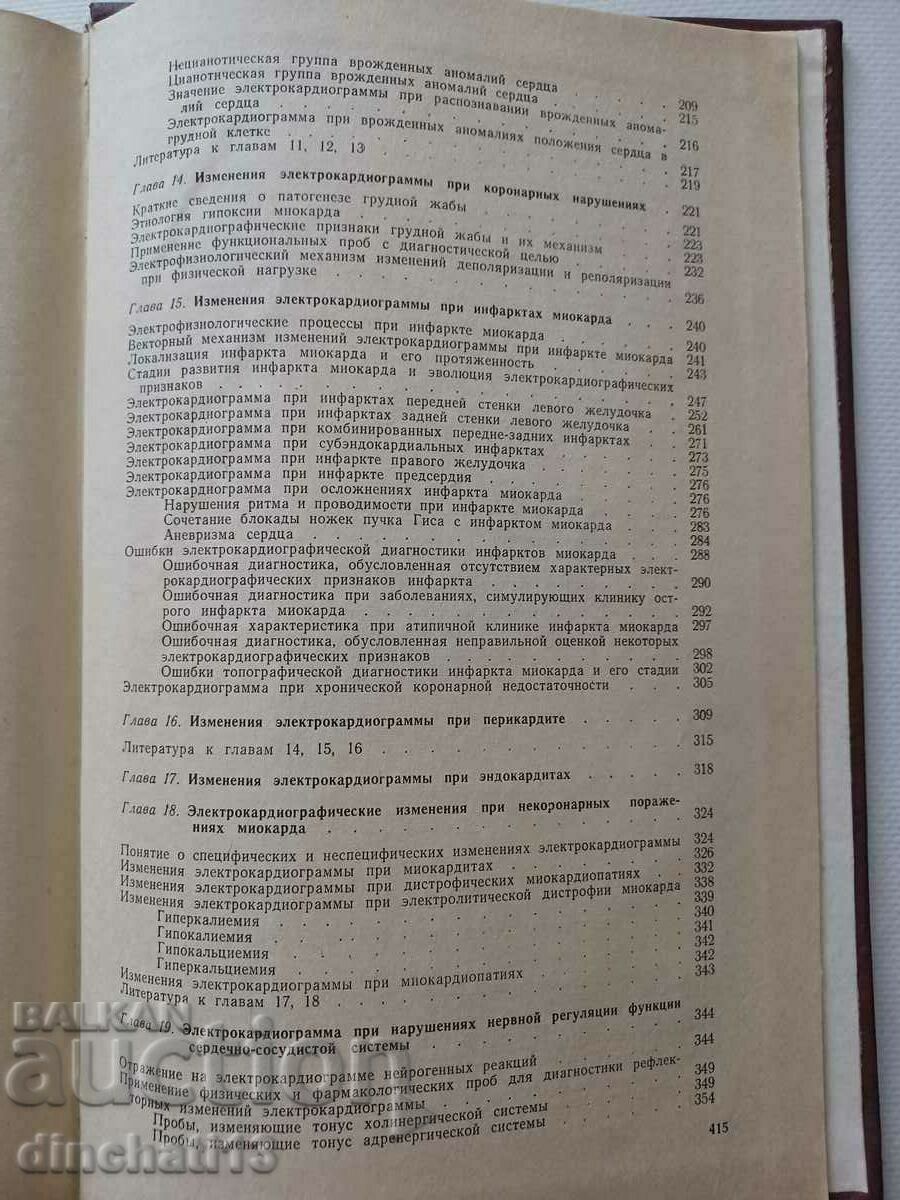 Нецианотическая группа врожденных аномалий сердца . . . . . 209
Цианотическая группа врожденных аномалий сердца . . . . . 215
Значение электрокардиограммы при распознавании врожденных анома-
лий сердца . . . . . 216
Электрокардиограмма при врожденных аномалиях положения сердца в
грудной клетке . . . . . 217
Литература к главам 11, 12, 13 . . . . . 219
Глава 14. Изменения электрокардиограммы при коронарных нарушениях . 221
Краткие сведения о патогенезе грудной жабы . . . . . 221
Этиология гипоксии миокарда . . . . . 223
Электрокардиографические признаки грудной жабы и их механизм . 223
Применение функциональных проб с диагностической целью . . . 232
Электрофизиологический механизм изменений деполяризации и реполяризации
при физической нагрузке . . . . . 236
Глава 15. Изменения электрокардиограммы при инфарктах миокарда . . . 240
Электрофизиологические процессы при инфаркте миокарда . . . . 240
Векторный механизм изменений электрокардиограммы при инфаркте миокарда 241
Локализация инфаркта миокарда и его протяженность . . . . . 243
Стадии развития инфаркта миокарда и эволюция электрокардиографических
признаков . . . . . 247
Электрокардиограмма при инфарктах передней стенки левого желудочка . 252
Электрокардиограмма при инфарктах задней стенки левого желудочка . . 261
Электрокардиограмма при комбинированных передне-задних инфарктах . . 271
Электрокардиограмма при субэндокардиальных инфарктах . . . . 273
Электрокардиограмма при инфаркте правого желудочка . . . . . 275
Электрокардиограмма при инфаркте предсердия . . . . . 276
Электрокардиограмма при осложнениях инфаркта миокарда . . . . 276
Нарушения ритма и проводимости при инфаркте миокарда . . . 276
Сочетание блокады ножек пучка Гиса с инфарктом миокарда . . . 283
Аневризма сердца . . . . . 284
Ошибки электрокардиографической диагностики инфарктов миокарда . . . 288
Ошибочная диагностика, обусловленная отсутствием характерных элект-
рокардиографических признаков инфаркта . . . . . 290
Ошибочная диагностика при заболеваниях, симулирующих клинику ост-
рого инфаркта миокарда . . . . . 292
Ошибочная характеристика при атипичной клинике инфаркта миокарда 297
Ошибочная диагностика, обусловленная неправильной оценкой некоторых
электрокардиографических признаков . . . . . 298
Ошибки топографической диагностики инфаркта миокарда и его стадии 302
Электрокардиограмма при хронической коронарной недостаточности . . . 305
Глава 16. Изменения электрокардиограммы при перикардите . . . . . 309
Литература к главам 14, 15, 16 . . . . . 315
Глава 17. Изменения электрокардиограммы при эндокардитах . . . . . 318
Глава 18. Электрокардиографические изменения при некоронарных пораже-
ниях миокарда . . . . . 324
Понятие о специфических и неспецифических изменениях электрокардиограммы 324
Изменения электрокардиограммы при миокардитах . . . . . 326
Изменения электрокардиограммы при дистрофических миокардиопатиях . . 332
Изменения электрокардиограммы при электролитической дистрофии миокарда 338
339
Гиперкалиемия . . . . . 340
Гипокалиемия . . . . . 341
Гипокальциемия . . . . . 342
Гиперкальциемия . . . . . 342
Изменения электрокардиограммы при миокардиопатиях . . . . . 343
Литература к главам 17, 18 . . . . .
Глава 19. Электрокардиограмма при нарушениях нервной регуляции функции
сердечно-сосудистой системы . . . . . 344
Отражение на электрокардиограмме нейрогенных реакций . . . . . 344
Применение физических и фармакологических проб для диагностики рефлек-
торных изменений электрокардиограммы . . . . . 349
Пробы, изменяющие тонус холинергической системы . . . . . 349
Пробы, изменяющие тонус адренергической системы . . . . . 354
415
BALKAN
auction
dinchat13